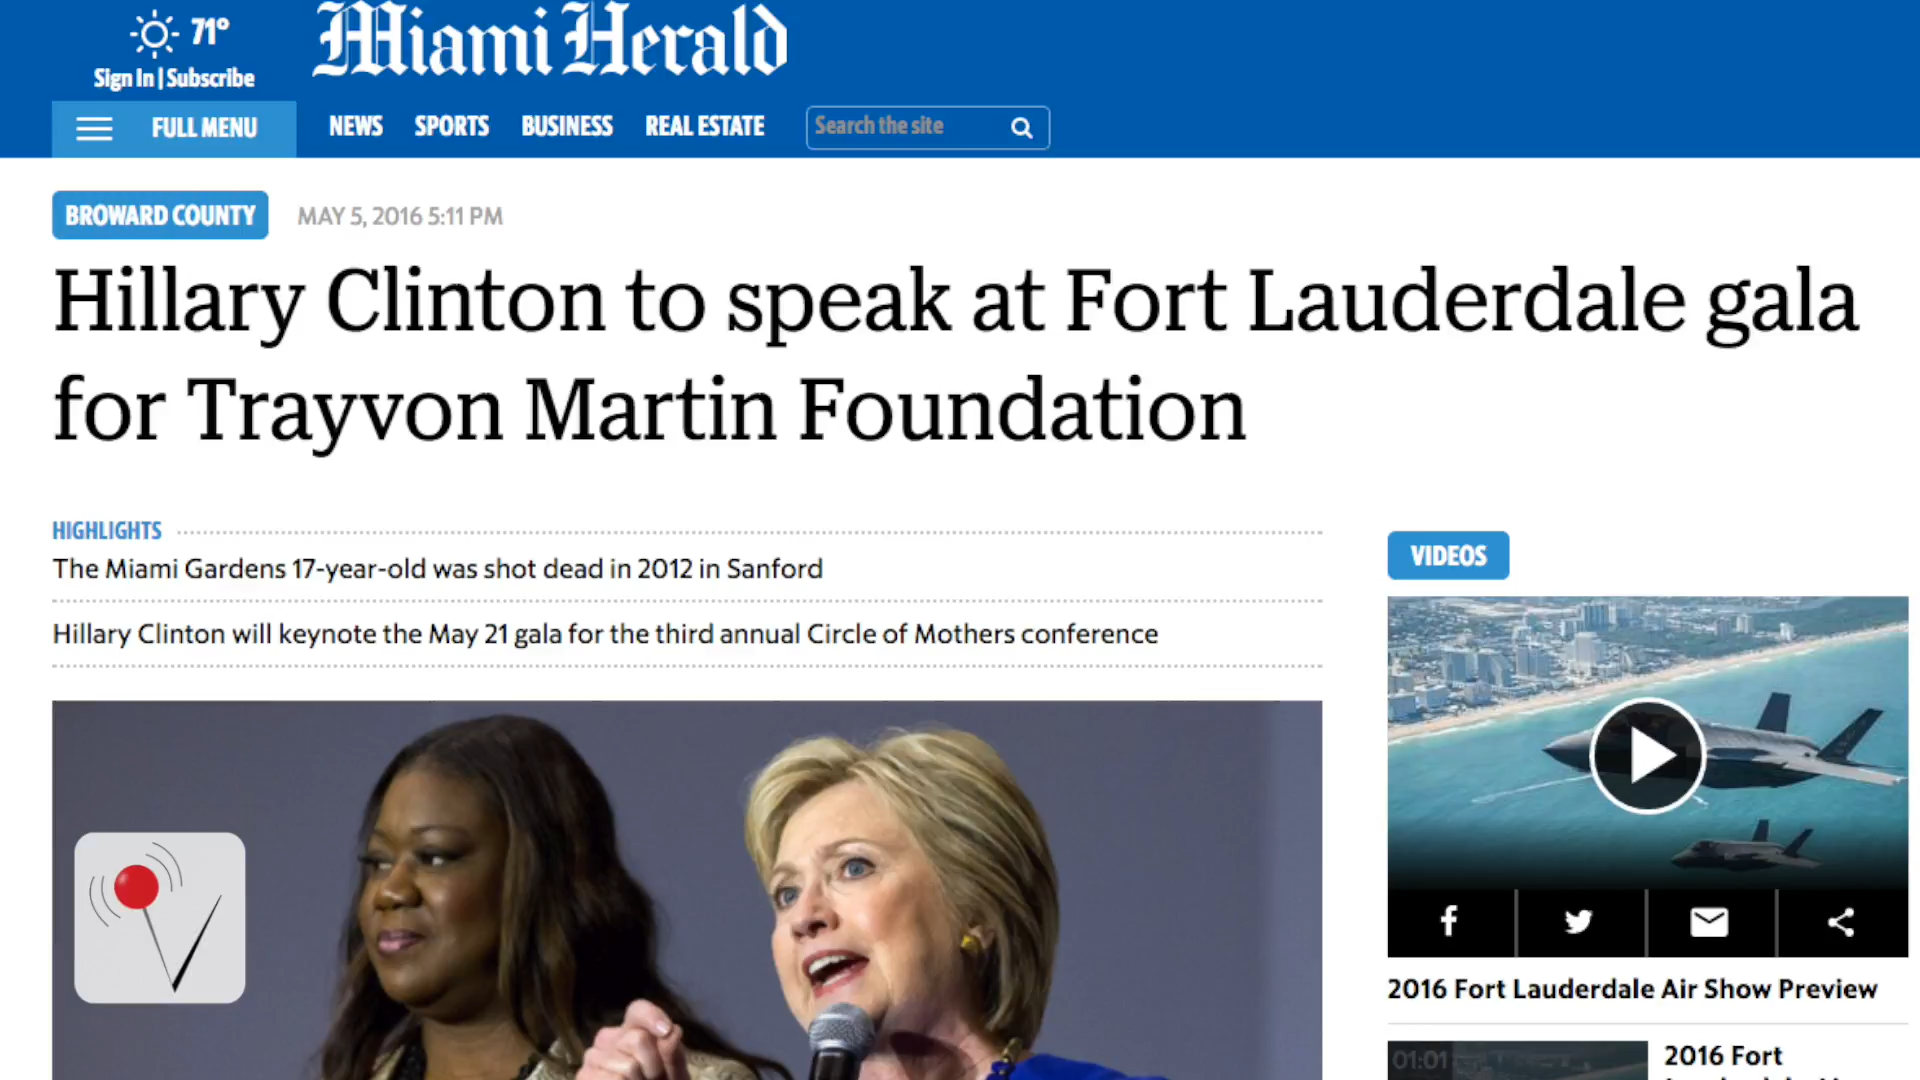 71°
Sign In | Subscribe
Miami Herald
FULL MENU
NEWS
SPORTS
BUSINESS
REAL ESTATE
Search the site
BROWARD COUNTY
MAY 5, 2016 5:11 PM
Hillary Clinton to speak at Fort Lauderdale gala
for Trayvon Martin Foundation
HIGHLIGHTS
The Miami Gardens 17-year-old was shot dead in 2012 in Sanford
Hillary Clinton will keynote the May 21 gala for the third annual Circle of Mothers conference
VIDEOS
2016 Fort Lauderdale Air Show Preview
01:01
2016 Fort